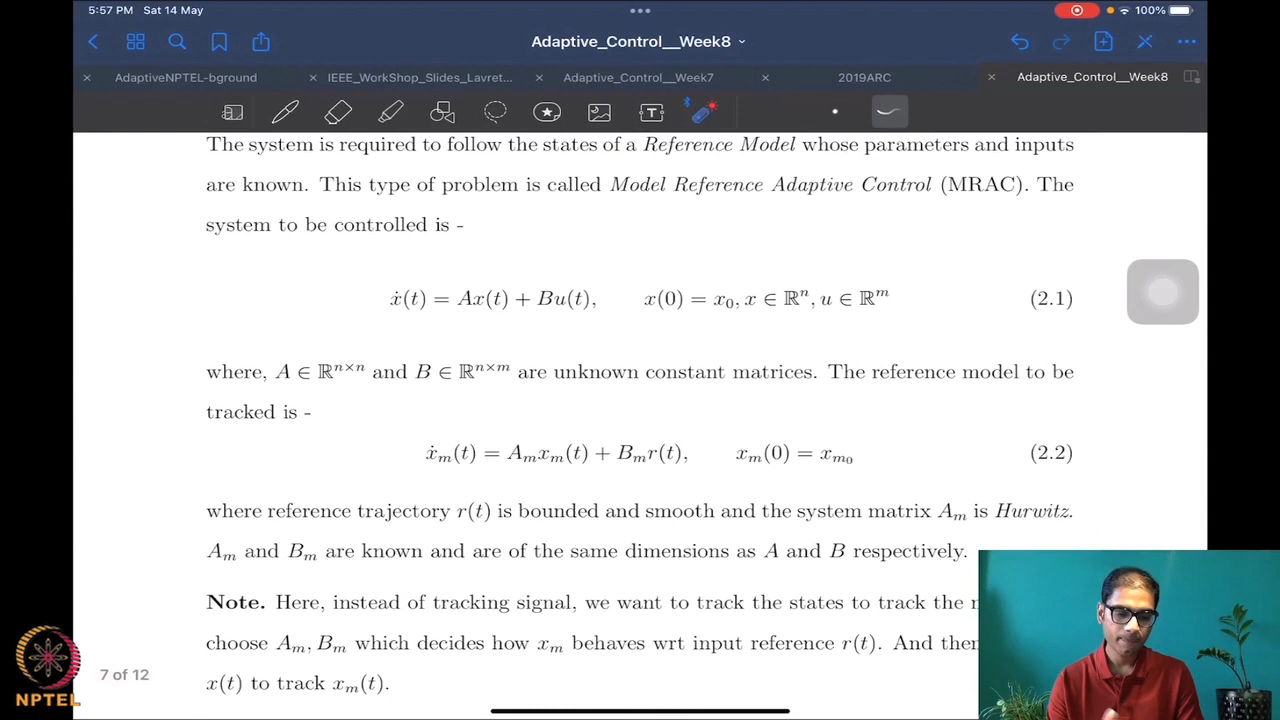 5:57 PM Sat 14 May
100%
Adaptive_Control__Week8
AdaptiveNPTEL-bground
IEEE_WorkShop_Slides_Lavret...
Adaptive_Control__Week7
2019ARC
Adaptive_Control__Week8
The system is required to follow the states of a Reference Model whose parameters and inputs
are known. This type of problem is called Model Reference Adaptive Control (MRAC). The
system to be controlled is -
ẋ(t) = Ax(t) + Bu(t), x(0) = x₀, x ∈ ℝⁿ, u ∈ ℝᵐ (2.1)
where, A ∈ ℝⁿˣⁿ and B ∈ ℝⁿˣᵐ are unknown constant matrices. The reference model to be
tracked is -
ẋₘ(t) = Aₘxₘ(t) + Bₘr(t), xₘ(0) = xₘ₀ (2.2)
where reference trajectory r(t) is bounded and smooth and the system matrix Aₘ is Hurwitz.
Aₘ and Bₘ are known and are of the same dimensions as A and B respectively.
Note. Here, instead of tracking signal, we want to track the states to track the
choose Aₘ, Bₘ which decides how xₘ behaves wrt input reference r(t). And then
x(t) to track xₘ(t).
7 of 12
NPTEL